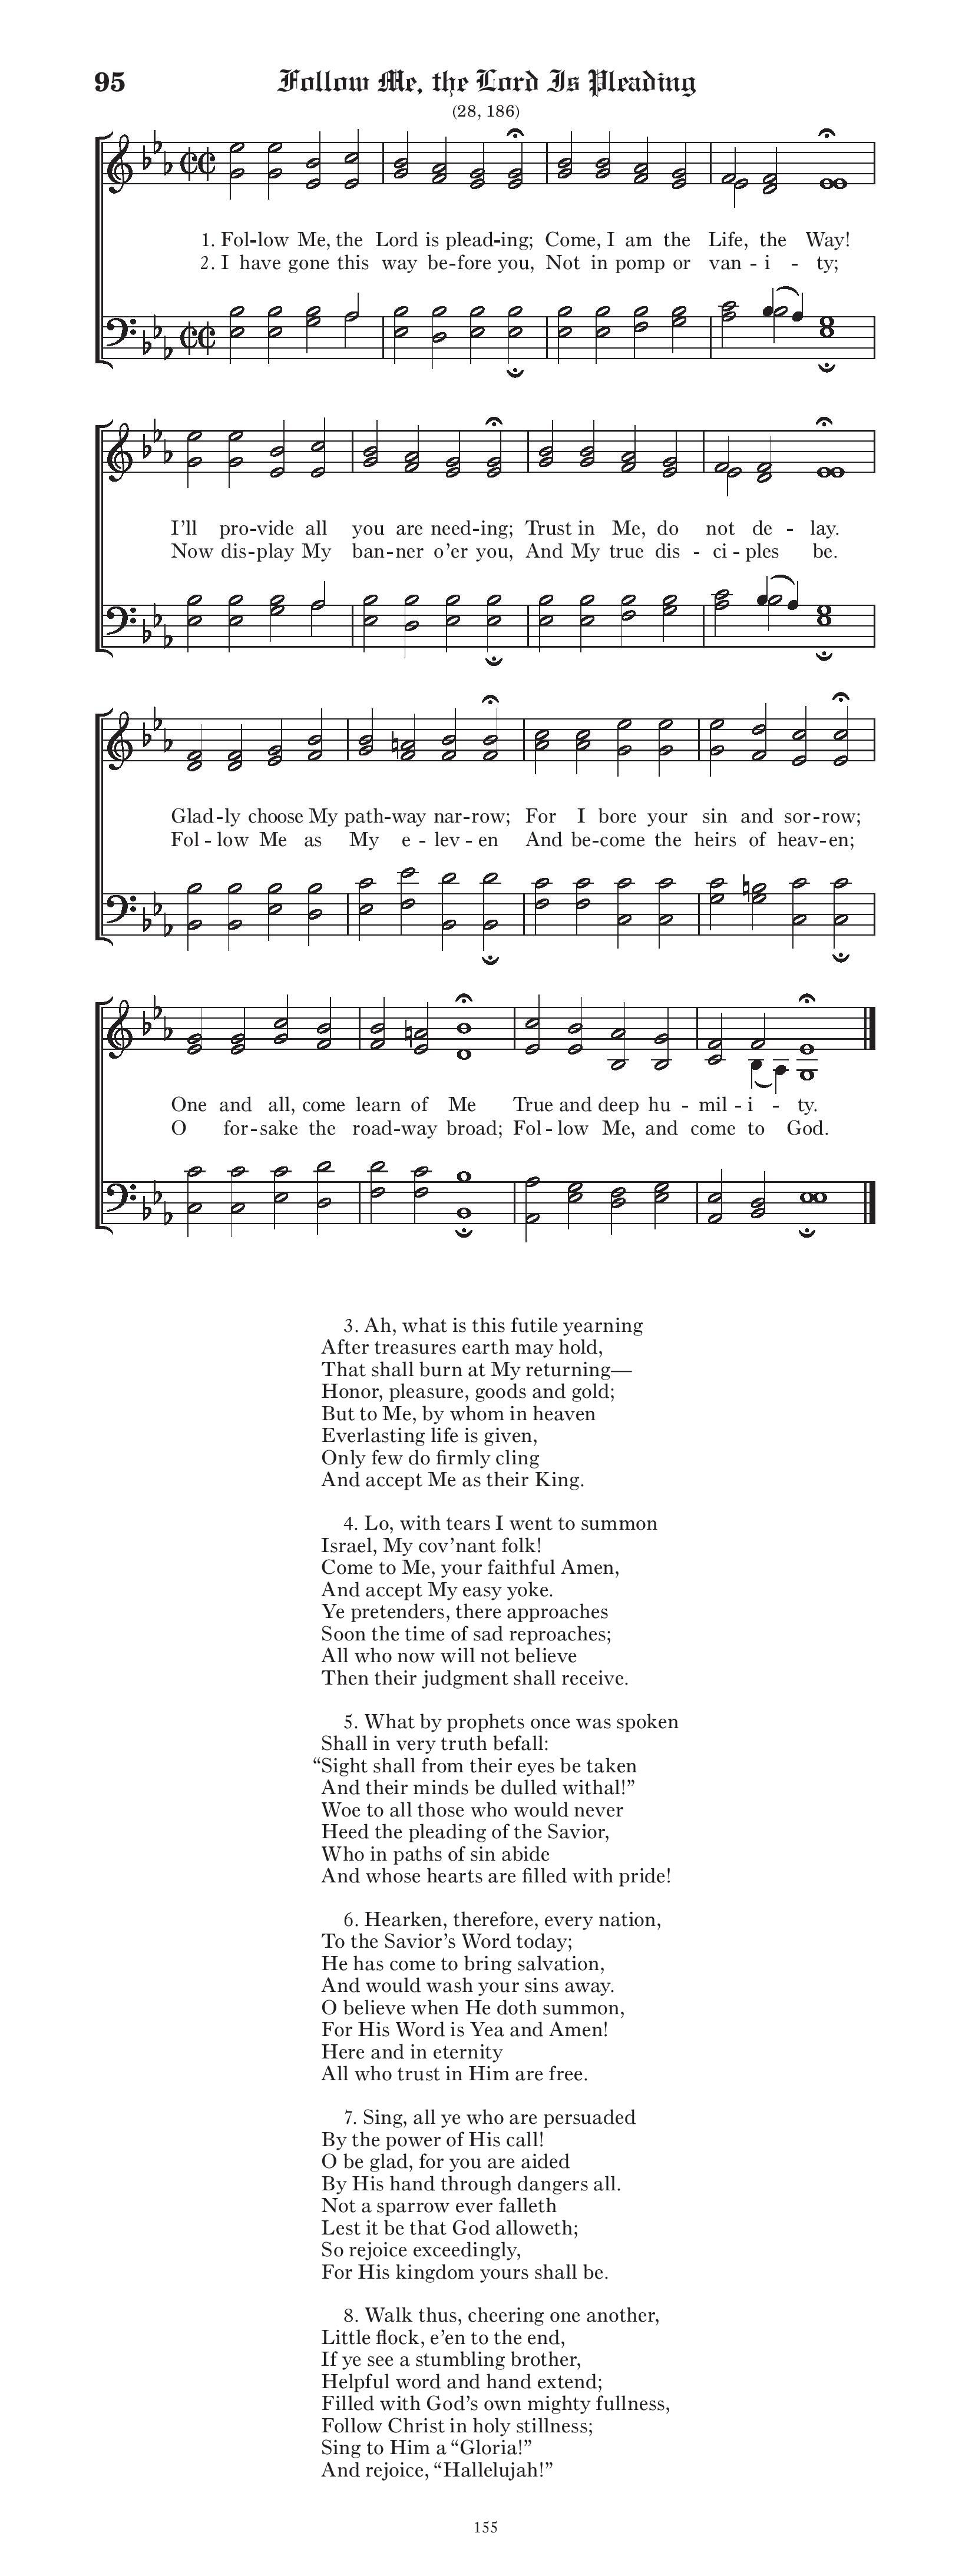 95
Follow Me, the Lord Is Pleading
(28, 186)
1. Fol-low Me, the Lord is plead-ing; Come, I am the Life, the Way!
2. I have gone this way be-fore you, Not in pomp or van - i - ty;
I’ll pro-vide all you are need-ing; Trust in Me, do not de - lay.
Now dis-play My ban-ner o’er you, And My true dis - ci - ples be.
Glad-ly choose My path-way nar-row; For I bore your sin and sor-row;
Fol - low Me as My e - lev - en And be-come the heirs of heav-en;
One and all, come learn of Me True and deep hu - mil - i - ty.
O for-sake the road-way broad; Fol - low Me, and come to God.
3. Ah, what is this futile yearning
After treasures earth may hold,
That shall burn at My returning—
Honor, pleasure, goods and gold;
But to Me, by whom in heaven
Everlasting life is given,
Only few do firmly cling
And accept Me as their King.
4. Lo, with tears I went to summon
Israel, My cov’nant folk!
Come to Me, your faithful Amen,
And accept My easy yoke.
Ye pretenders, there approaches
Soon the time of sad reproaches;
All who now will not believe
Then their judgment shall receive.
5. What by prophets once was spoken
Shall in very truth befall:
“Sight shall from their eyes be taken
And their minds be dulled withal!”
Woe to all those who would never
Heed the pleading of the Savior,
Who in paths of sin abide
And whose hearts are filled with pride!
6. Hearken, therefore, every nation,
To the Savior’s Word today;
He has come to bring salvation,
And would wash your sins away.
O believe when He doth summon,
For His Word is Yea and Amen!
Here and in eternity
All who trust in Him are free.
7. Sing, all ye who are persuaded
By the power of His call!
O be glad, for you are aided
By His hand through dangers all.
Not a sparrow ever falleth
Lest it be that God alloweth;
So rejoice exceedingly,
For His kingdom yours shall be.
8. Walk thus, cheering one another,
Little flock, e’en to the end,
If ye see a stumbling brother,
Helpful word and hand extend;
Filled with God’s own mighty fullness,
Follow Christ in holy stillness;
Sing to Him a “Gloria!”
And rejoice, “Hallelujah!”
155